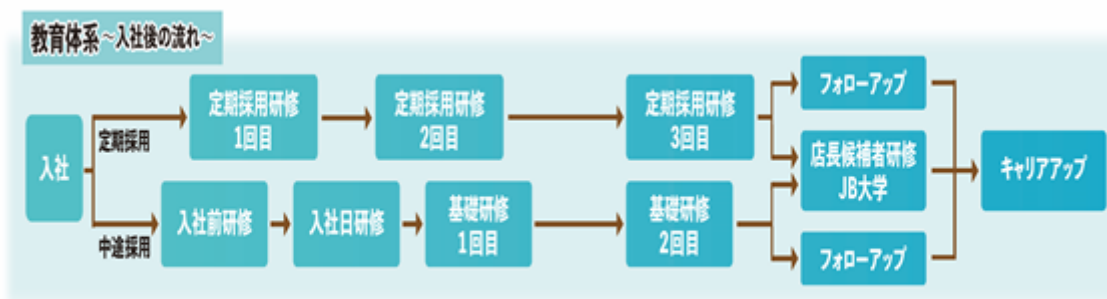 教育体系～入社後の流れ～
入社
定期採用
定期採用研修
1回目
定期採用研修
2回目
定期採用研修
3回目
フォローアップ
店長候補者研修
JB大学
キャリアアップ
中途採用
入社前研修
入社日研修
基礎研修
1回目
基礎研修
2回目
フォローアップ